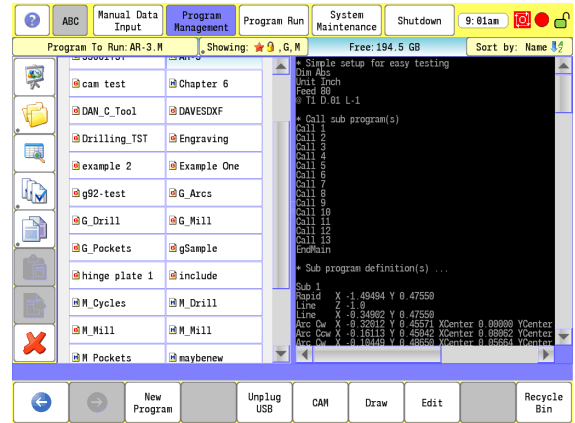 ABC
Manual Data Input
Program Management
Program Run
System Maintenance
Shutdown
9:01am
Program To Run: AR-3.M
Showing: , G, M
Free: 194.5 GB
Sort by: Name
cam test
Chapter 6
DAN_C_Tool
DAVESDXF
Drilling_TST
Engraving
example 2
Example One
g92-test
G_Arcs
G_Drill
G_Mill
G_Pockets
gSample
hinge plate 1
include
M_Cycles
M_Drill
M_Mill
M_Mill
M Pockets
maybenew
* Simple setup for easy testing
Dim Abs
Unit Inch
Feed 80
@ T1 D.01 L-1
* Call sub program(s)
Call 1
Call 2
Call 3
Call 4
Call 5
Call 6
Call 7
Call 8
Call 9
Call 10
Call 11
Call 12
Call 13
EndMain
* Sub program definition(s) ...
Sub 1
Rapid X -1.49494 Y 0.47550
Line Z -1.0
Line X -0.34902 Y 0.47550
Arc Cw X -0.32012 Y 0.45571 XCenter 0.00000 YCenter
Arc Ccw X -0.16113 Y 0.45042 XCenter 0.08062 YCenter
Arc Cw X -0.10449 Y 0.48650 XCenter 0.05664 YCenter
New Program
Unplug USB
CAM
Draw
Edit
Recycle Bin